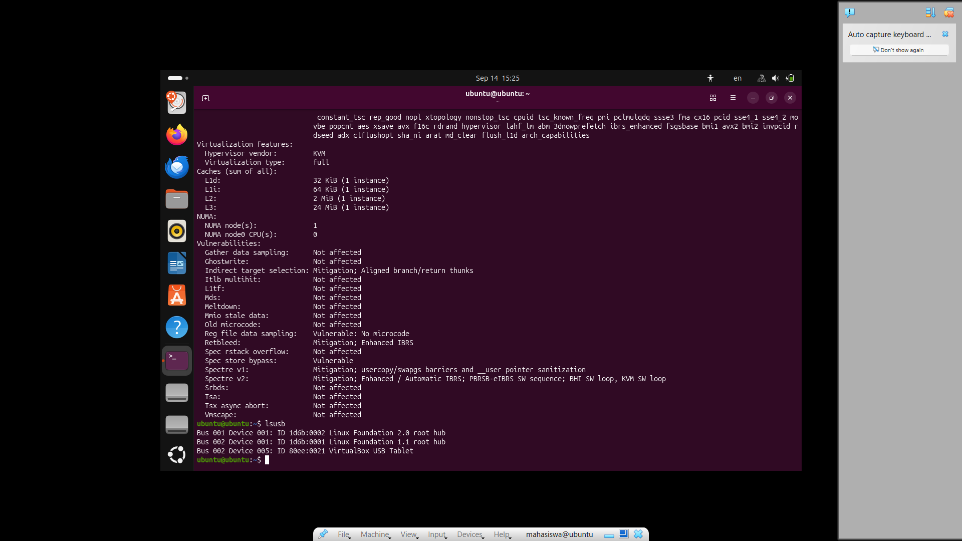 Auto capture keyboard ...
Don't show again
Sep 14 15:25
en
ubuntu@ubuntu: ~
constant_tsc rep_good nopl xtopology nonstop_tsc cpuid tsc_known_freq pni pclmulqdq ssse3 fma cx16 pcid sse4_1 sse4_2 mo
vbe popcnt aes xsave avx f16c rdrand hypervisor lahf_lm abm 3dnowprefetch ibrs_enhanced fsgsbase bmi1 avx2 bmi2 invpcid r
dseed adx clflushopt sha_ni arat md_clear flush_l1d arch_capabilities
Virtualization features:
Hypervisor vendor: KVM
Virtualization type: full
Caches (sum of all):
L1d: 32 KiB (1 instance)
L1i: 64 KiB (1 instance)
L2: 2 MiB (1 instance)
L3: 24 MiB (1 instance)
NUMA:
NUMA node(s): 1
NUMA node0 CPU(s): 0
Vulnerabilities:
Gather data sampling: Not affected
Ghostwrite: Not affected
Indirect target selection: Mitigation; Aligned branch/return thunks
Itlb multihit: Not affected
L1tf: Not affected
Mds: Not affected
Meltdown: Not affected
Mmio stale data: Not affected
Old microcode: Not affected
Reg file data sampling: Vulnerable: No microcode
Retbleed: Mitigation; Enhanced IBRS
Spec rstack overflow: Not affected
Spec store bypass: Vulnerable
Spectre v1: Mitigation; usercopy/swapgs barriers and __user pointer sanitization
Spectre v2: Mitigation; Enhanced / Automatic IBRS; PBRSB-eIBRS SW sequence; BHI SW loop, KVM SW loop
Srbds: Not affected
Tsa: Not affected
Tsx async abort: Not affected
Vmscape: Not affected
ubuntu@ubuntu:~$ lsusb
Bus 001 Device 001: ID 1d6b:0002 Linux Foundation 2.0 root hub
Bus 002 Device 001: ID 1d6b:0001 Linux Foundation 1.1 root hub
Bus 002 Device 005: ID 80ee:0021 VirtualBox USB Tablet
ubuntu@ubuntu:~$
File Machine View Input Devices Help mahasiswa@ubuntu